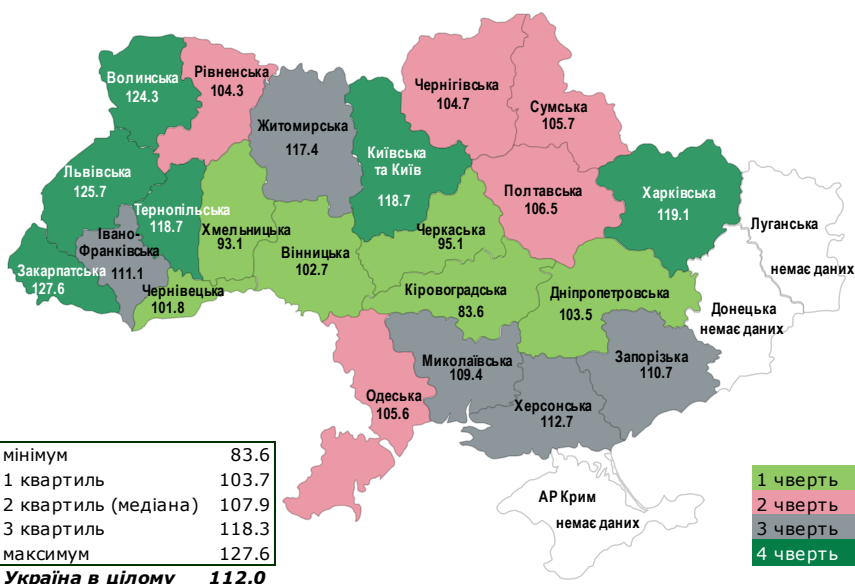 Волинська
124.3
Рівненська
104.3
Житомирська
117.4
Київська
та Київ
118.7
Чернігівська
104.7
Сумська
105.7
Львівська
125.7
Тернопільська
118.7
Хмельницька
93.1
Івано-
Франківська
111.1
Закарпатська
127.6
Чернівецька
101.8
Вінницька
102.7
Черкаська
95.1
Полтавська
106.5
Харківська
119.1
Луганська
немає даних
Кіровоградська
83.6
Дніпропетровська
103.5
Донецька
немає даних
Одеська
105.6
Миколаївська
109.4
Херсонська
112.7
Запорізька
110.7
АР Крим
немає даних
мінімум 83.6
1 квартиль 103.7
2 квартиль (медіана) 107.9
3 квартиль 118.3
максимум 127.6
Україна в цілому 112.0
1 чверть
2 чверть
3 чверть
4 чверть